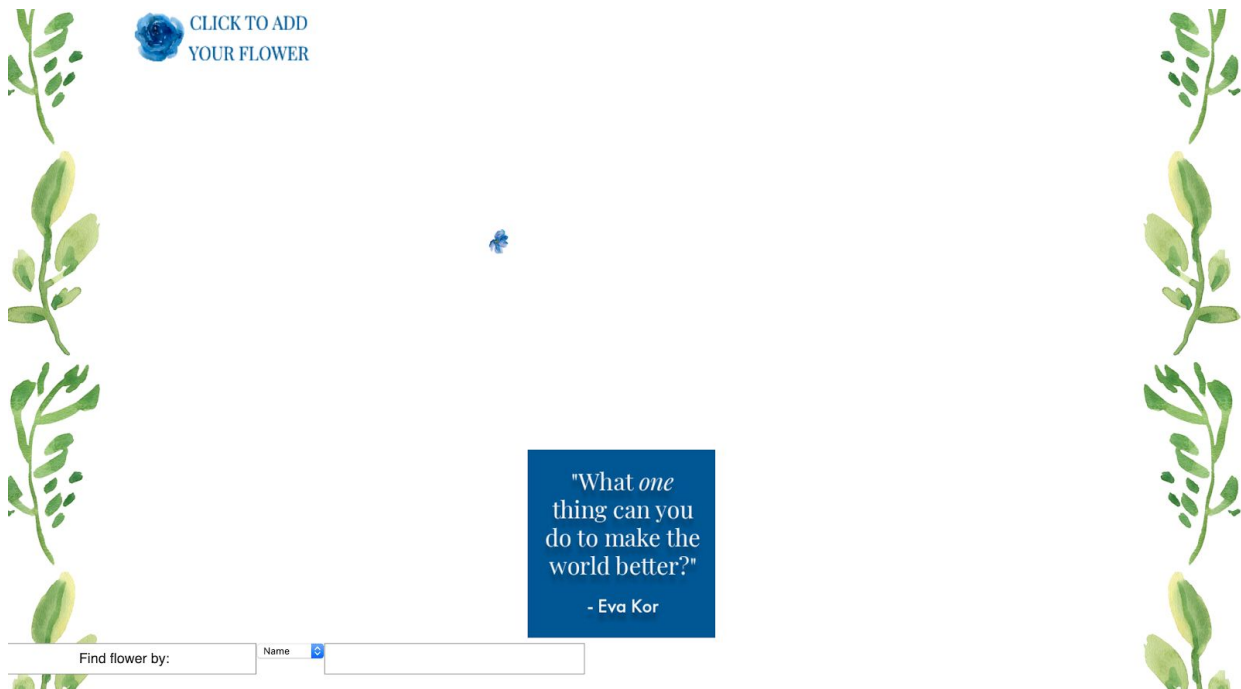 CLICK TO ADD
YOUR FLOWER
"What one
thing can you
do to make the
world better?"
- Eva Kor
Find flower by:
Name